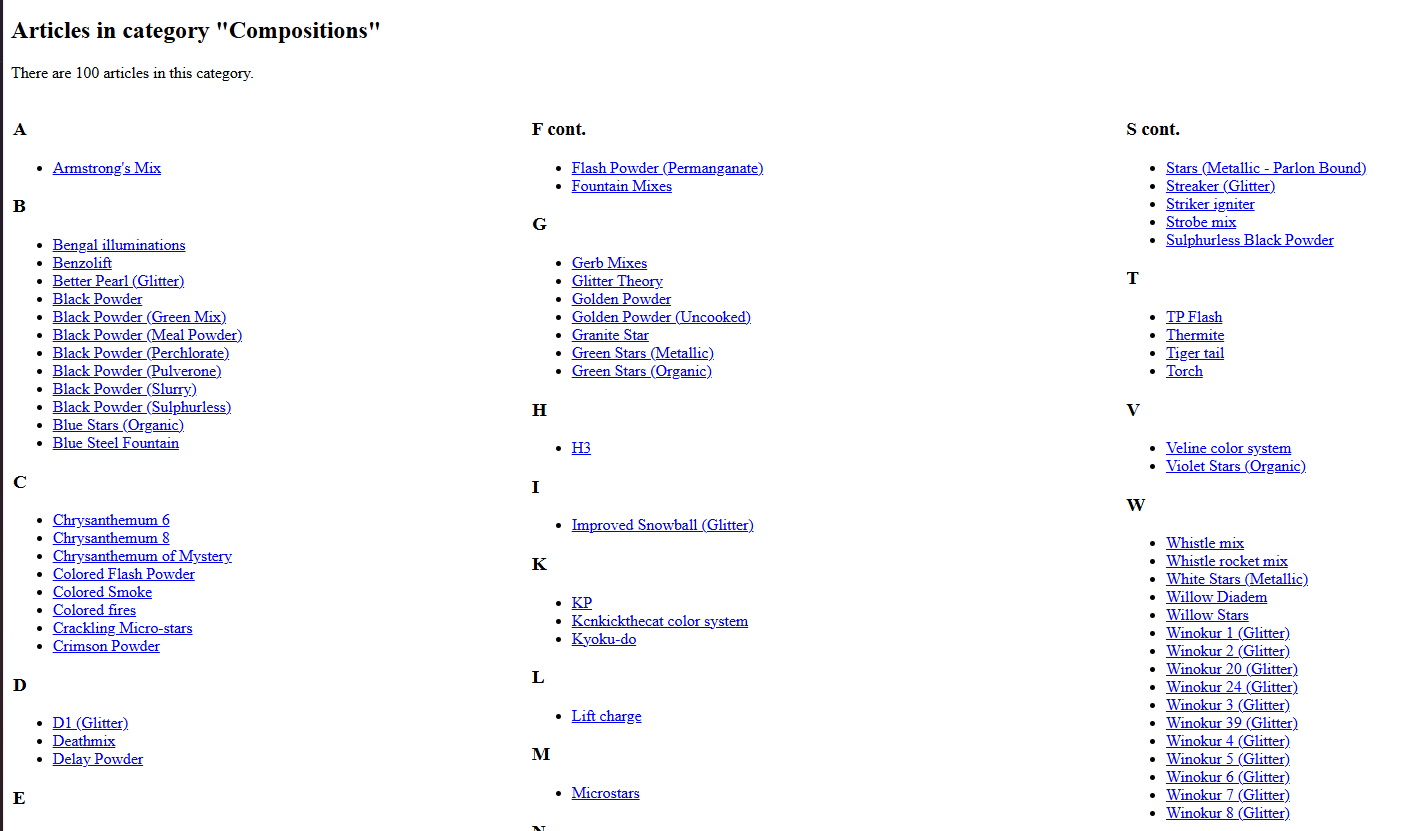 Articles in category "Compositions"
There are 100 articles in this category.
A
Armstrong's Mix
B
Bengal illuminations
Benzolift
Better Pearl (Glitter)
Black Powder
Black Powder (Green Mix)
Black Powder (Meal Powder)
Black Powder (Perchlorate)
Black Powder (Pulverone)
Black Powder (Slurry)
Black Powder (Sulphurless)
Blue Stars (Organic)
Blue Steel Fountain
C
Chrysanthemum 6
Chrysanthemum 8
Chrysanthemum of Mystery
Colored Flash Powder
Colored Smoke
Colored fires
Crackling Micro-stars
Crimson Powder
D
D1 (Glitter)
Deathmix
Delay Powder
E
F cont.
Flash Powder (Permanganate)
Fountain Mixes
G
Gerb Mixes
Glitter Theory
Golden Powder
Golden Powder (Uncooked)
Granite Star
Green Stars (Metallic)
Green Stars (Organic)
H
H3
I
Improved Snowball (Glitter)
K
KP
Kcnkickthecat color system
Kyoku-do
L
Lift charge
M
Microstars
N
S cont.
Stars (Metallic - Parlon Bound)
Streaker (Glitter)
Striker igniter
Strobe mix
Sulphurless Black Powder
T
TP Flash
Thermite
Tiger tail
Torch
V
Veline color system
Violet Stars (Organic)
W
Whistle mix
Whistle rocket mix
White Stars (Metallic)
Willow Diadem
Willow Stars
Winokur 1 (Glitter)
Winokur 2 (Glitter)
Winokur 20 (Glitter)
Winokur 24 (Glitter)
Winokur 3 (Glitter)
Winokur 39 (Glitter)
Winokur 4 (Glitter)
Winokur 5 (Glitter)
Winokur 6 (Glitter)
Winokur 7 (Glitter)
Winokur 8 (Glitter)